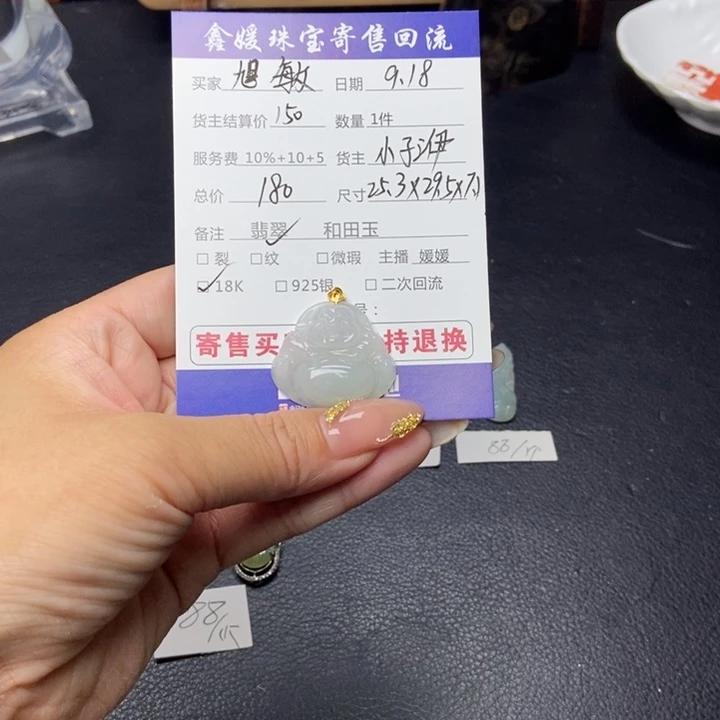 鑫媛珠宝寄售回流
买家 旭敏 日期 9.18
货主结算价 150 数量 1件
服务费 10%+10+5 货主 小子洢
总价 180 尺寸 25.3×29.5×7.1
备注 翡翠✓ 和田玉
□ 裂 □纹 □微瑕 主播 媛媛
☑ 18K □ 925银 □ 二次回流
寄售买 持退换
88/
88/